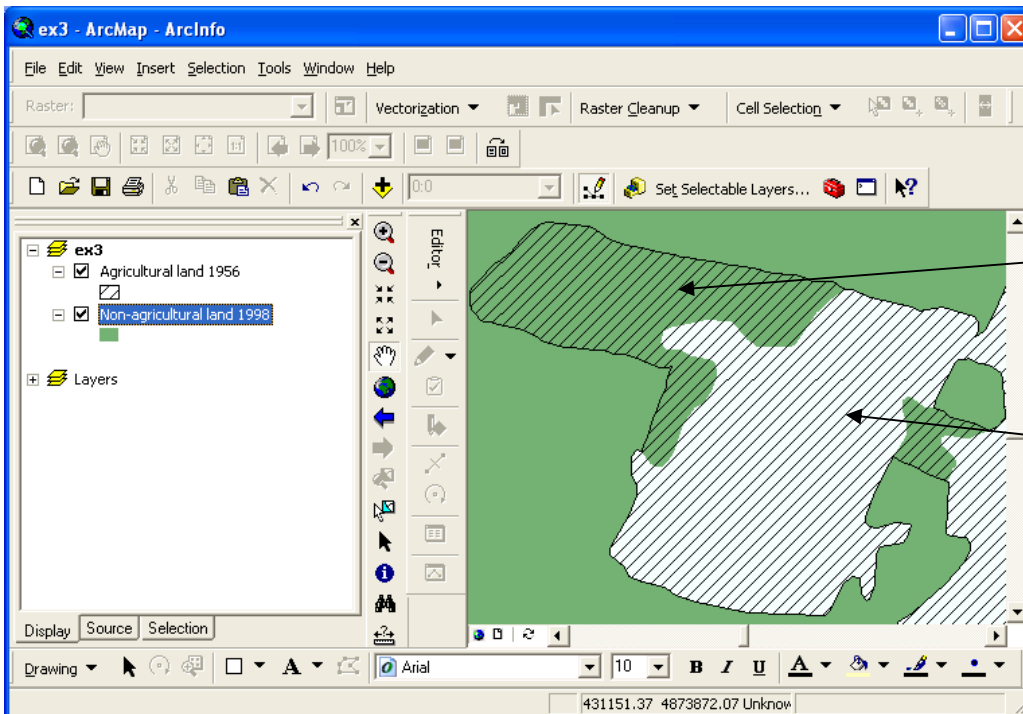 ex3 - ArcMap - ArcInfo
File Edit View Insert Selection Tools Window Help
Raster: Vectorization Raster Cleanup Cell Selection
1:1 100%
0:0 Set Selectable Layers...
ex3
Agricultural land 1956
Non-agricultural land 1998
Layers
Editor
Display Source Selection
Drawing A Arial 10 B I U A
431151.37 4873872.07 Unknow